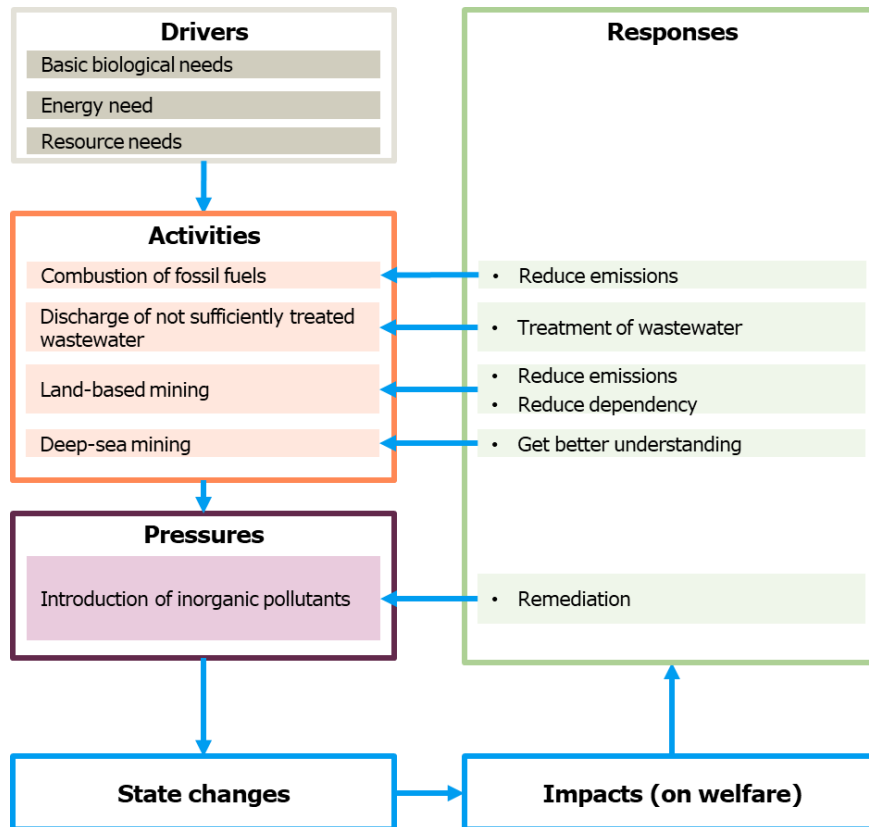 Drivers
Basic biological needs
Energy need
Resource needs
Activities
Combustion of fossil fuels
Discharge of not sufficiently treated
wastewater
Land-based mining
Deep-sea mining
Pressures
Introduction of inorganic pollutants
State changes
Responses
• Reduce emissions
• Treatment of wastewater
• Reduce emissions
• Reduce dependency
• Get better understanding
• Remediation
Impacts (on welfare)